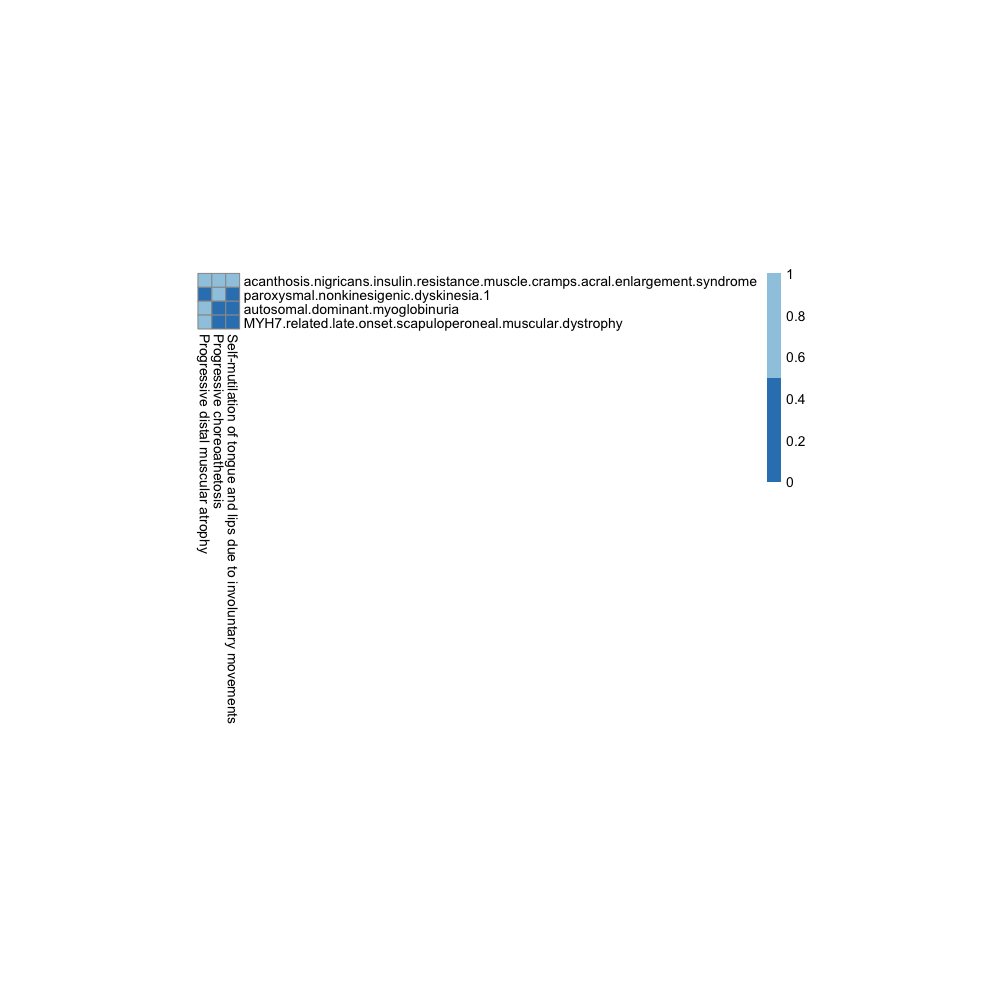 acanthosis.nigricans.insulin.resistance.muscle.cramps.acral.enlargement.syndrome
paroxysmal.nonkinesigenic.dyskinesia.1
autosomal.dominant.myoglobinuria
MYH7.related.late.onset.scapuloperoneal.muscular.dystrophy
Progressive distal muscular atrophy
Progressive choreoathetosis
Self-mutilation of tongue and lips due to involuntary movements
1
0.8
0.6
0.4
0.2
0